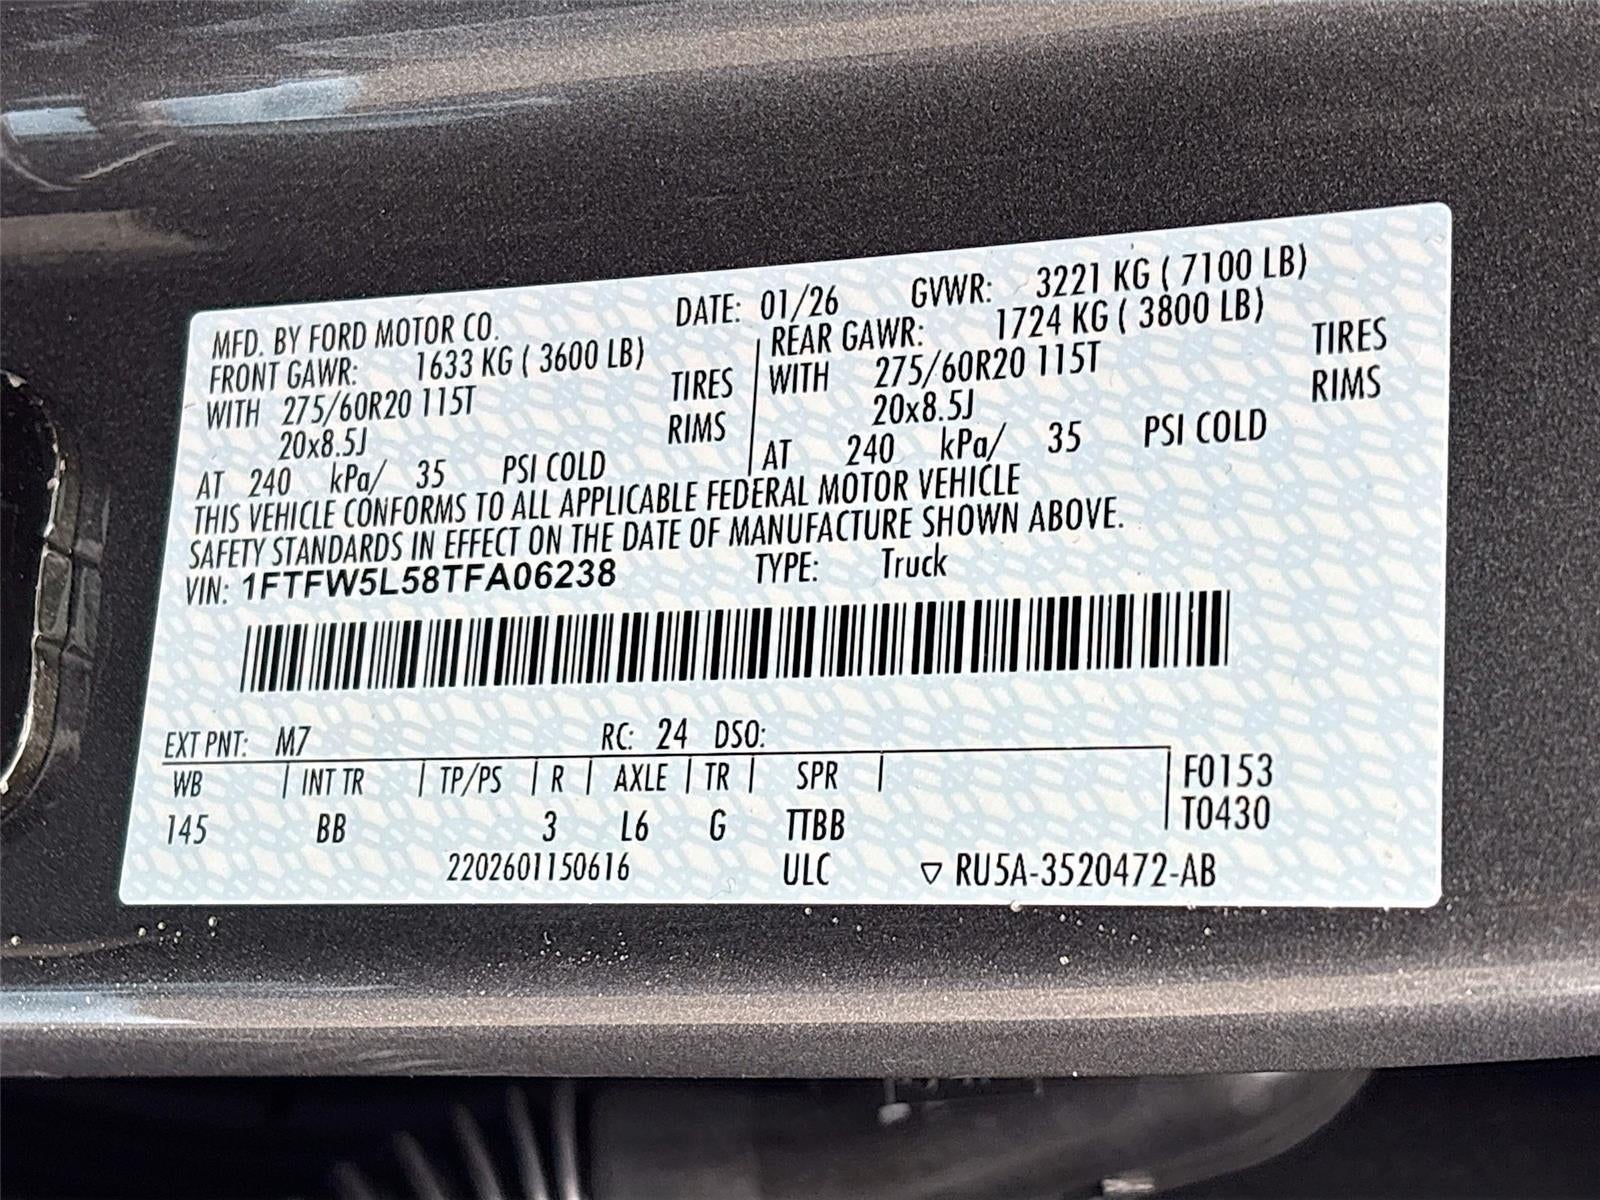 MFD. BY FORD MOTOR CO. DATE: 01/26 GVWR: 3221 KG ( 7100 LB)
FRONT GAWR: 1633 KG ( 3600 LB) REAR GAWR: 1724 KG ( 3800 LB)
WITH 275/60R20 115T TIRES WITH 275/60R20 115T TIRES
20x8.5J RIMS 20x8.5J RIMS
AT 240 kPa/ 35 PSI COLD AT 240 kPa/ 35 PSI COLD
THIS VEHICLE CONFORMS TO ALL APPLICABLE FEDERAL MOTOR VEHICLE
SAFETY STANDARDS IN EFFECT ON THE DATE OF MANUFACTURE SHOWN ABOVE.
VIN: 1FTFW5L58TFA06238 TYPE: Truck
EXT PNT: M7 RC: 24 DSO:
WB INT TR TP/PS R AXLE TR SPR F0153
145 BB 3 L6 G TTBB T0430
2202601150616 ULC ▽ RU5A-3520472-AB